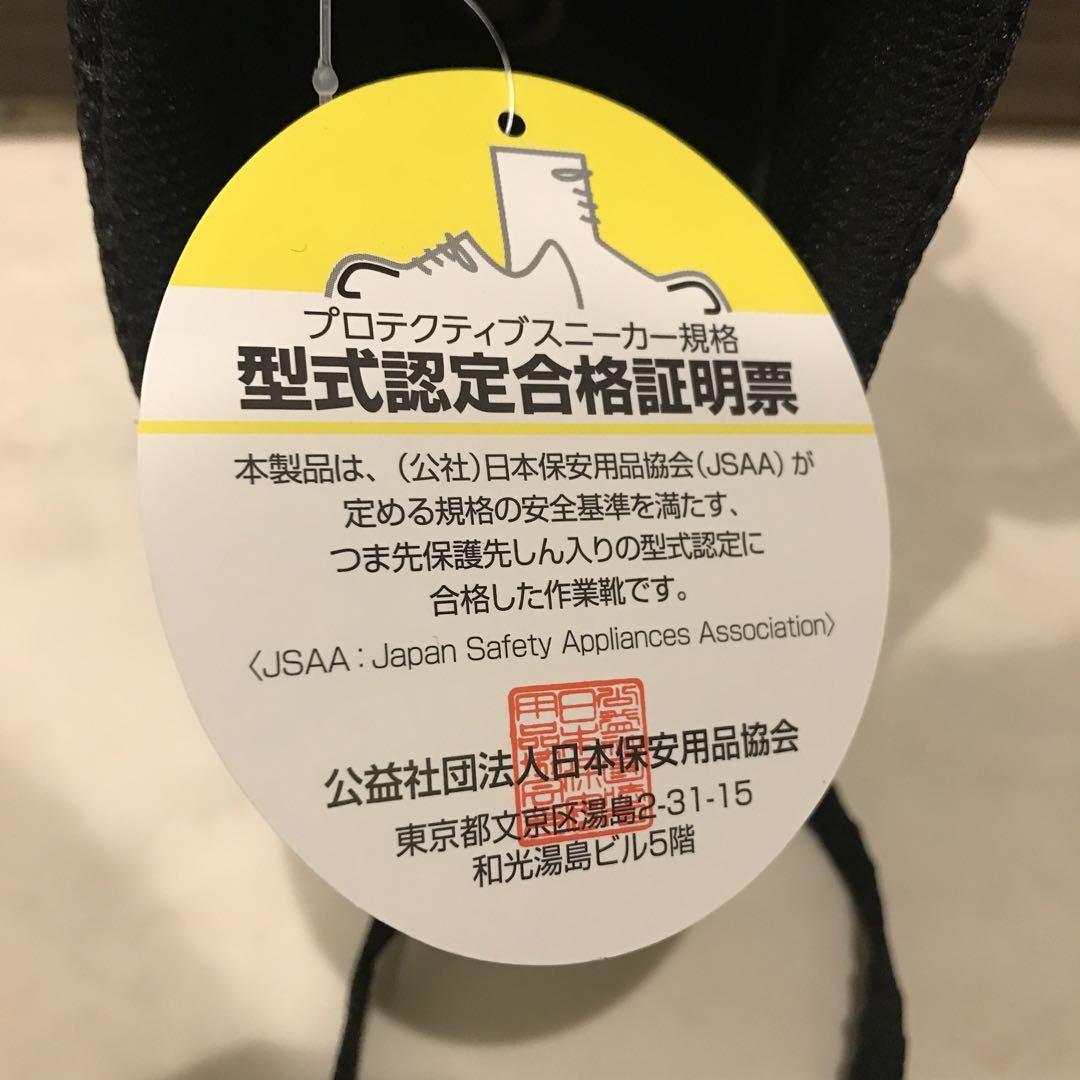 プロテクティブスニーカー規格
型式認定合格証明票
本製品は、(公社)日本保安用品協会(JSAA)が
定める規格の安全基準を満たす、
つま先保護先しん入りの型式認定に
合格した作業靴です。
〈JSAA:Japan Safety Appliances Association〉
公益社団法人日本保安用品協会
東京都文京区湯島2-31-15
和光湯島ビル5階